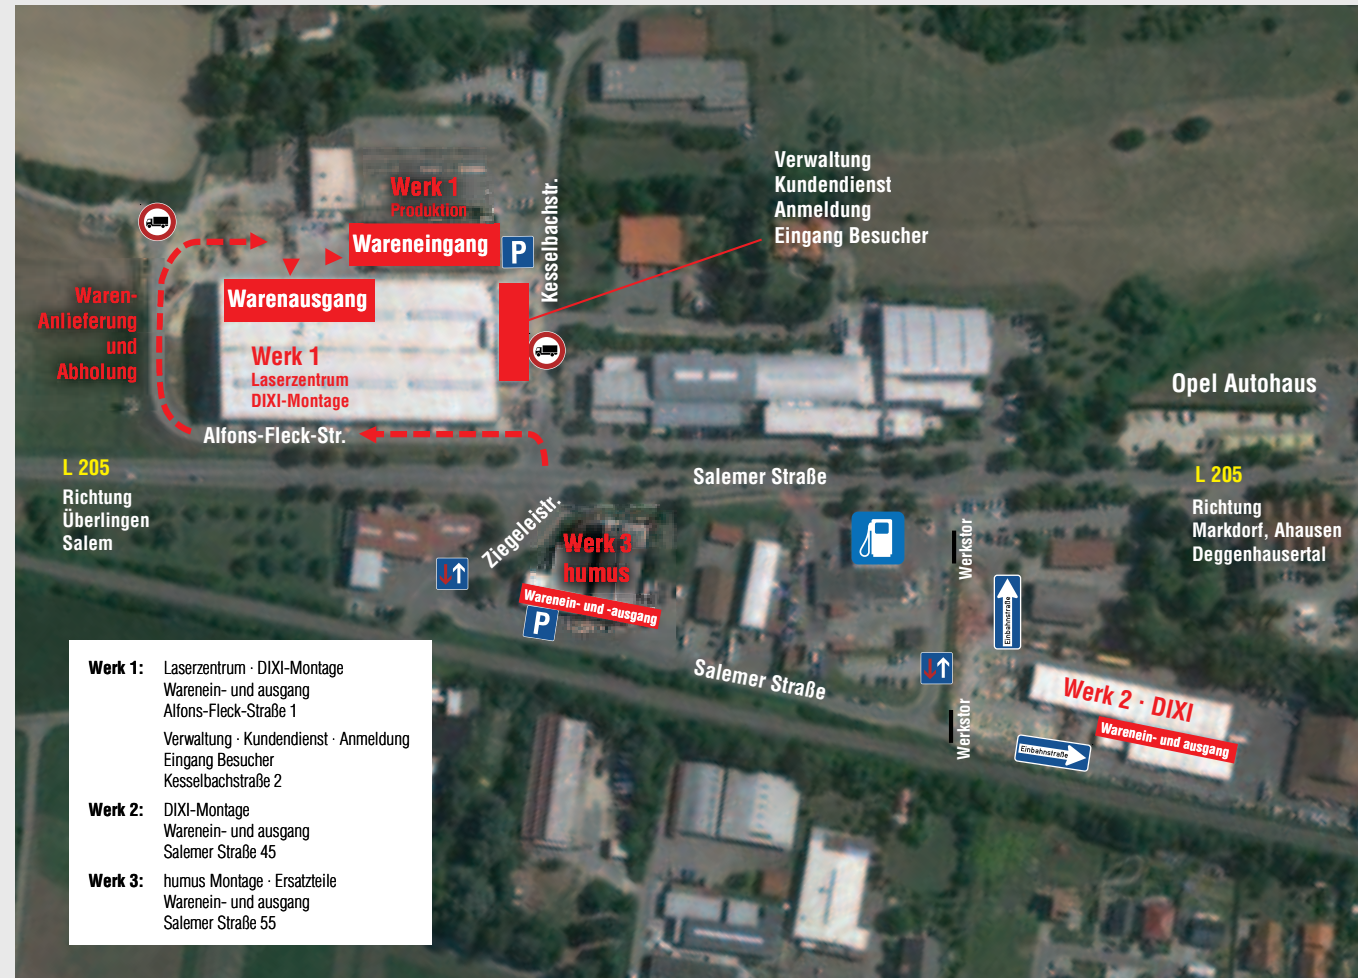 Werk 1
Produktion
Wareneingang
P
Kesselbachstr.
Verwaltung
Kundendienst
Anmeldung
Eingang Besucher
Warenausgang
Waren-
Anlieferung
und
Abholung
Werk 1
Laserzentrum
DIXI-Montage
Alfons-Fleck-Str.
Opel Autohaus
L 205
Richtung
Überlingen
Salem
Salemer Straße
L 205
Richtung
Markdorf, Ahausen
Deggenhausertal
Ziegeleistr.
Werk 3
humus
Warenein- und -ausgang
P
Werkstor
Einbahnstraße
Salemer Straße
Werkstor
Einbahnstraße
Werk 2 · DIXI
Warenein- und ausgang
Werk 1: Laserzentrum · DIXI-Montage
Warenein- und ausgang
Alfons-Fleck-Straße 1
Verwaltung · Kundendienst · Anmeldung
Eingang Besucher
Kesselbachstraße 2
Werk 2: DIXI-Montage
Warenein- und ausgang
Salemer Straße 45
Werk 3: humus Montage · Ersatzteile
Warenein- und ausgang
Salemer Straße 55